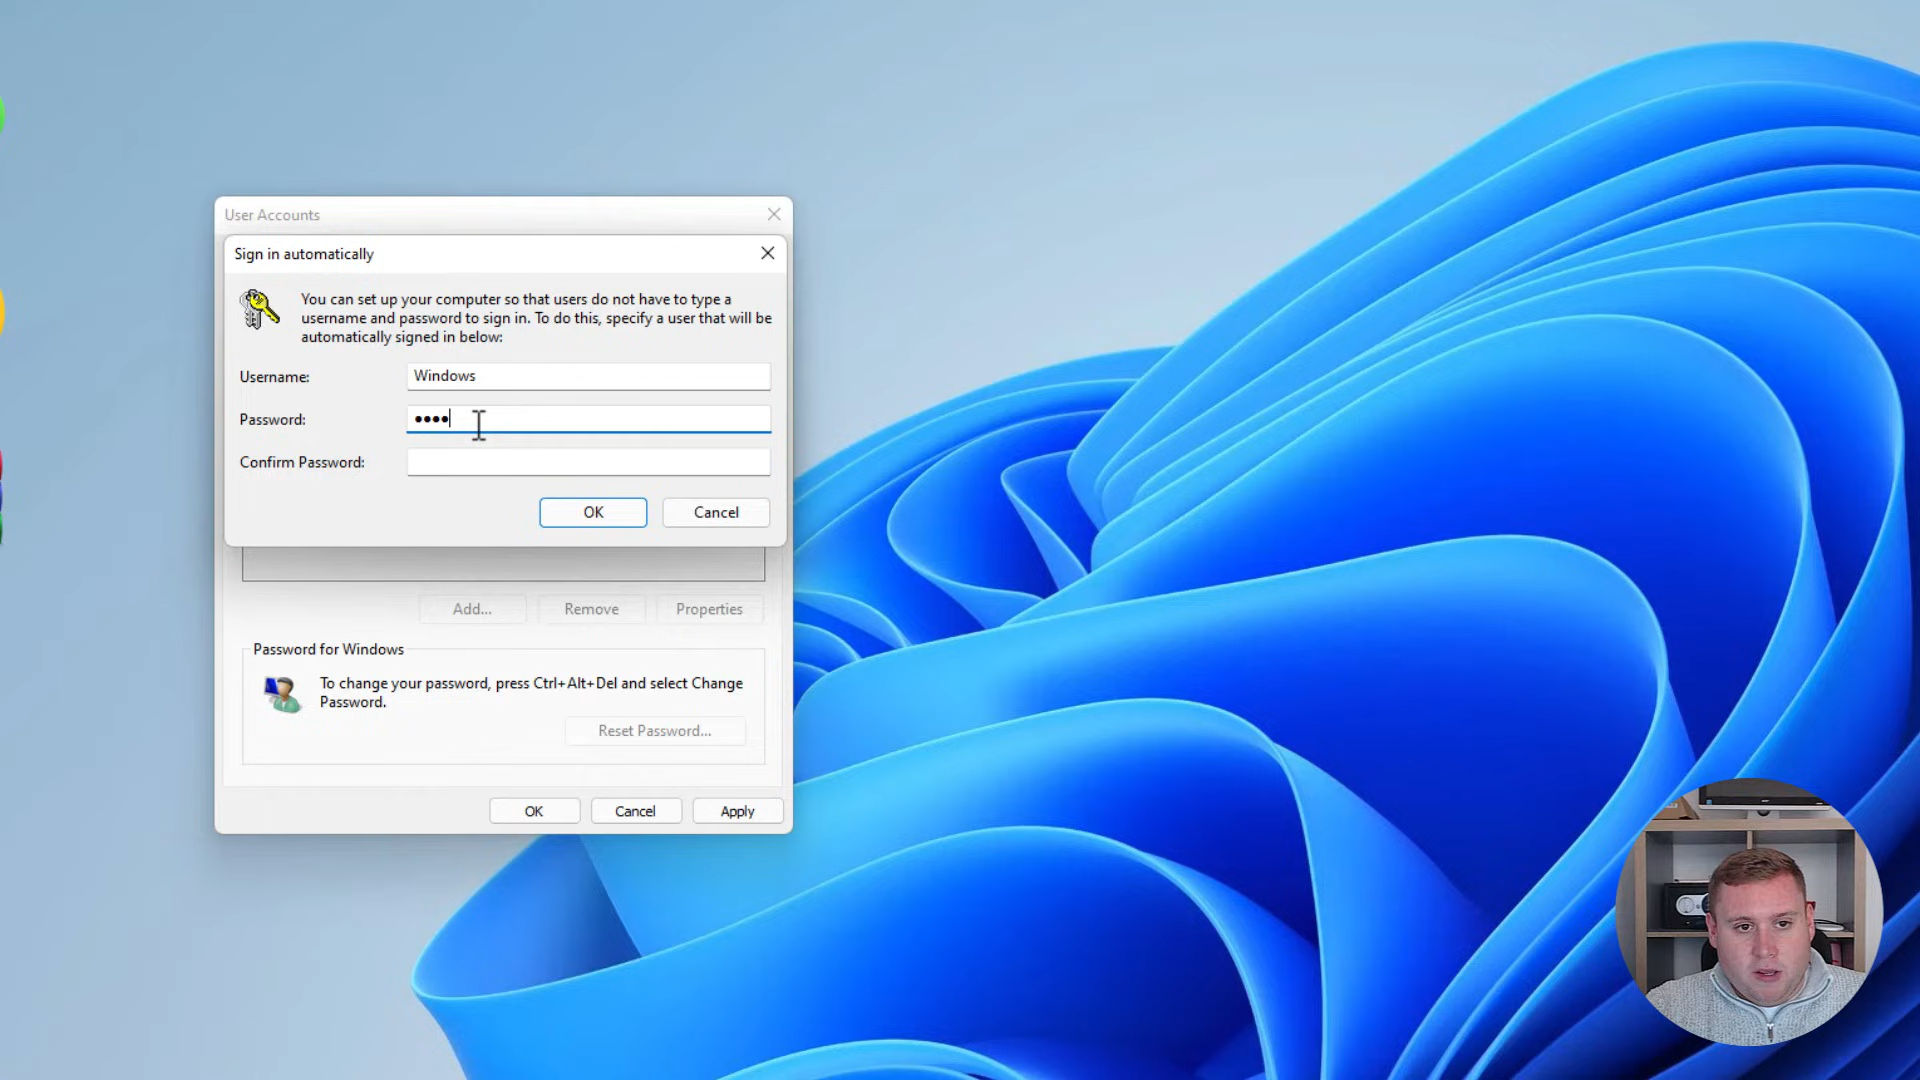 User Accounts
Sign in automatically
You can set up your computer so that users do not have to type a
username and password to sign in. To do this, specify a user that will be
automatically signed in below:
Username:
Windows
Password:
••••
Confirm Password:
OK
Cancel
Add...
Remove
Properties
Password for Windows
To change your password, press Ctrl+Alt+Del and select Change
Password.
Reset Password...
OK
Cancel
Apply